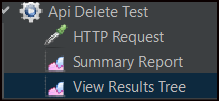 Api Delete Test
HTTP Request
Summary Report
View Results Tree